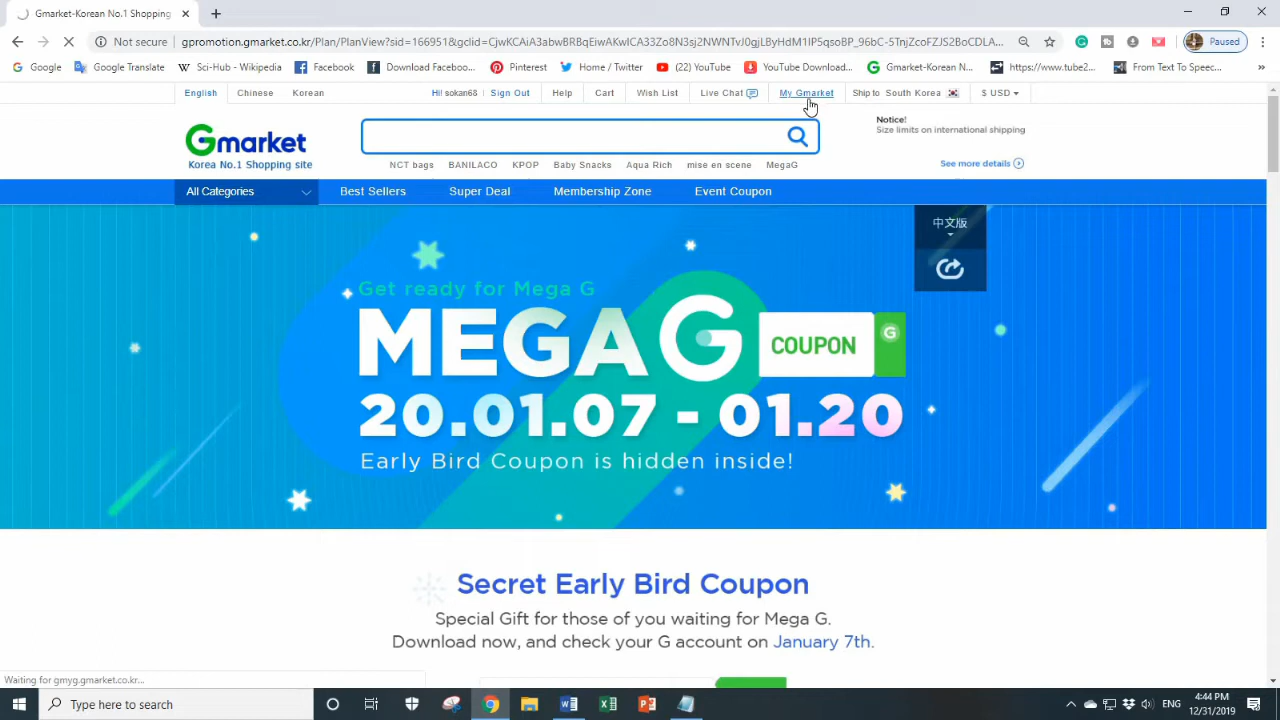 Gmarket-Korean No.1 Shopping
Not secure
gpromotion.gmarket.co.kr/Plan/PlanView?sid=166951&gclid=CjwKCAiA3abwBRBqEiwAKwICA33Zo8N3sj2NWNTvJ0gjLByHdM1IP5qsoBP_96bC-5TnjZcoFZJS2BoCDLA...
Paused
Google
Google Translate
Sci-Hub - Wikipedia
Facebook
Download Faceboo...
Pinterest
Home / Twitter
(22) YouTube
YouTube Download...
Gmarket-Korean N...
https://www.tube2...
From Text To Speec...
»
English
Chinese
Korean
Hi! sokan68
Sign Out
Help
Cart
Wish List
Live Chat
My Gmarket
Ship to South Korea
$ USD
Gmarket
Korea No.1 Shopping site
NCT bags
BANILACO
KPOP
Baby Snacks
Aqua Rich
mise en scene
MegaG
Notice!
Size limits on international shipping
See more details
All Categories
Best Sellers
Super Deal
Membership Zone
Event Coupon
中文版
Get ready for Mega G
MEGA G
COUPON
G
20.01.07 - 01.20
Early Bird Coupon is hidden inside!
Secret Early Bird Coupon
Special Gift for those of you waiting for Mega G.
Download now, and check your G account on January 7th.
Waiting for gmyg.gmarket.co.kr...
Type here to search
ENG
4:44 PM
12/31/2019